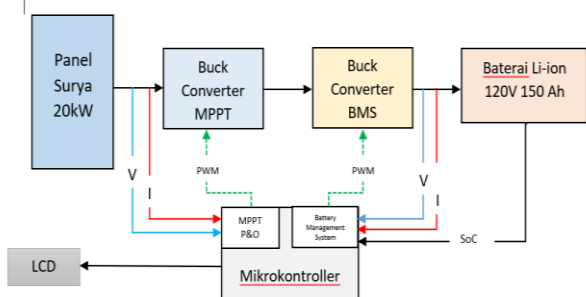 Panel
Surya
20kW
Buck
Converter
MPPT
Buck
Converter
BMS
Baterai Li-ion
120V 150 Ah
V
I
PWM
PWM
V
I
MPPT
P&O
Battery
Management
System
SoC
LCD
Mikrokontroller